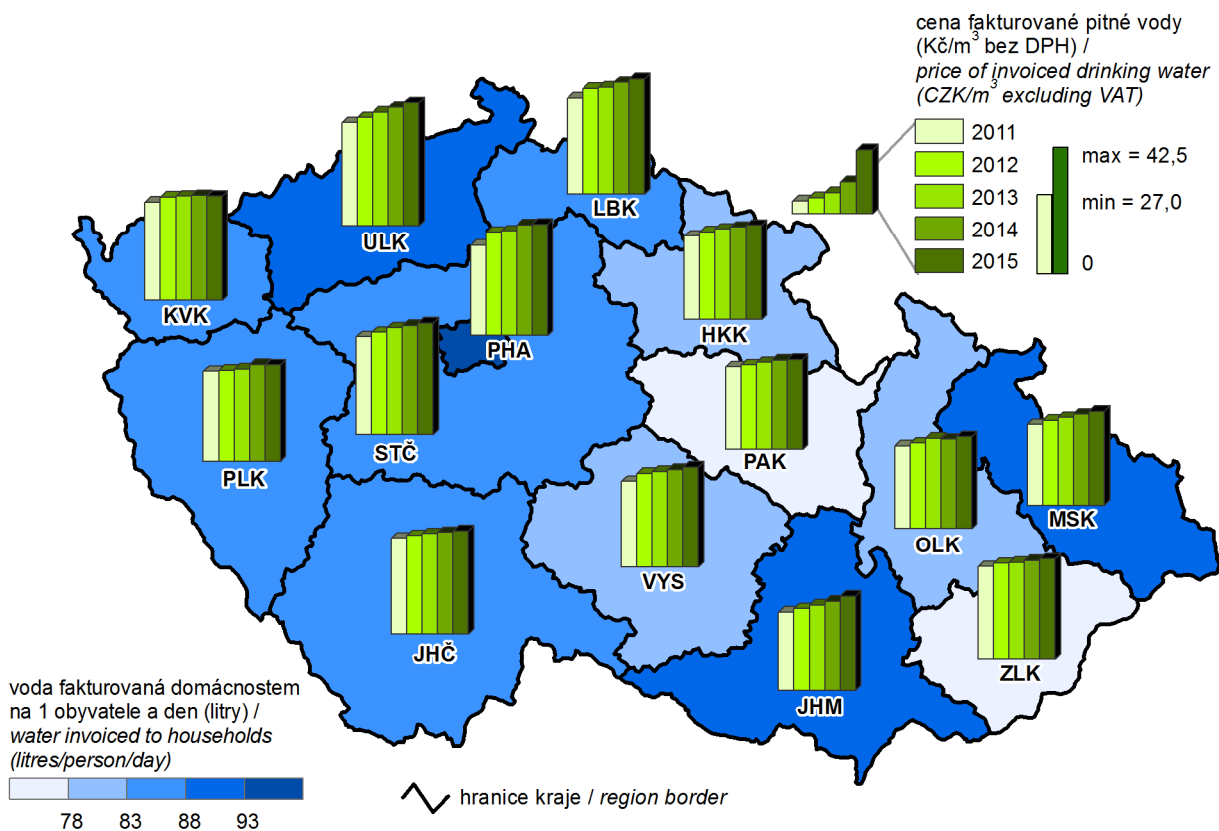 cena fakturované pitné vody
(Kč/m³ bez DPH) /
price of invoiced drinking water
(CZK/m³ excluding VAT)
2011
2012
2013
2014
2015
max = 42,5
min = 27,0
0
LBK
ULK
KVK
PHA
HKK
STČ
PAK
PLK
MSK
OLK
VYS
JHČ
ZLK
JHM
voda fakturovaná domácnostem
na 1 obyvatele a den (litry) /
water invoiced to households
(litres/person/day)
78 83 88 93
hranice kraje / region border